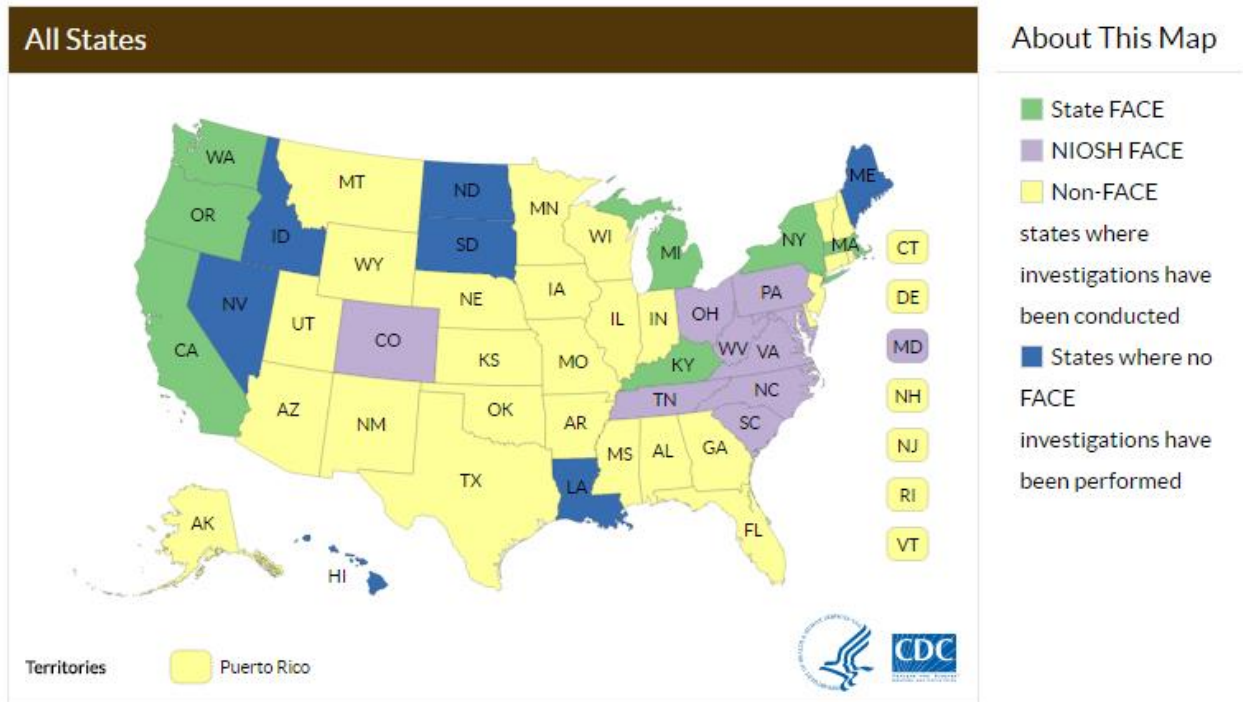 All States
About This Map
State FACE
NIOSH FACE
Non-FACE
states where
investigations have
been conducted
States where no
FACE
investigations have
been performed
WA
MT
ND
MN
ME
OR
ID
SD
WI
MI
NY
MA
WY
CT
NV
UT
NE
IA
IL
IN
OH
PA
DE
CA
CO
KS
MO
KY
WV
VA
MD
AZ
NM
OK
AR
TN
NC
SC
NH
TX
LA
MS
AL
GA
NJ
RI
AK
FL
VT
HI
CDC
Territories
Puerto Rico